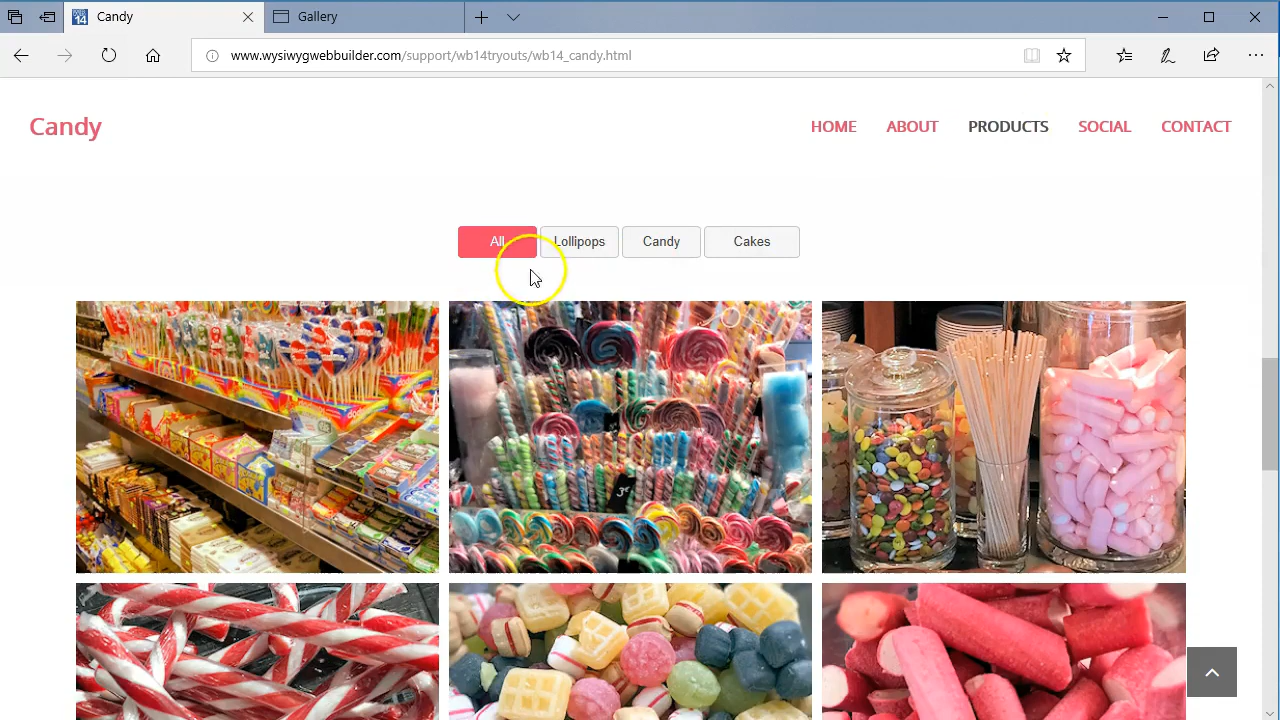 Candy
Gallery
www.wysiwygwebbuilder.com/support/wb14tryouts/wb14_candy.html
Candy
HOME
ABOUT
PRODUCTS
SOCIAL
CONTACT
All
Lollipops
Candy
Cakes
3€